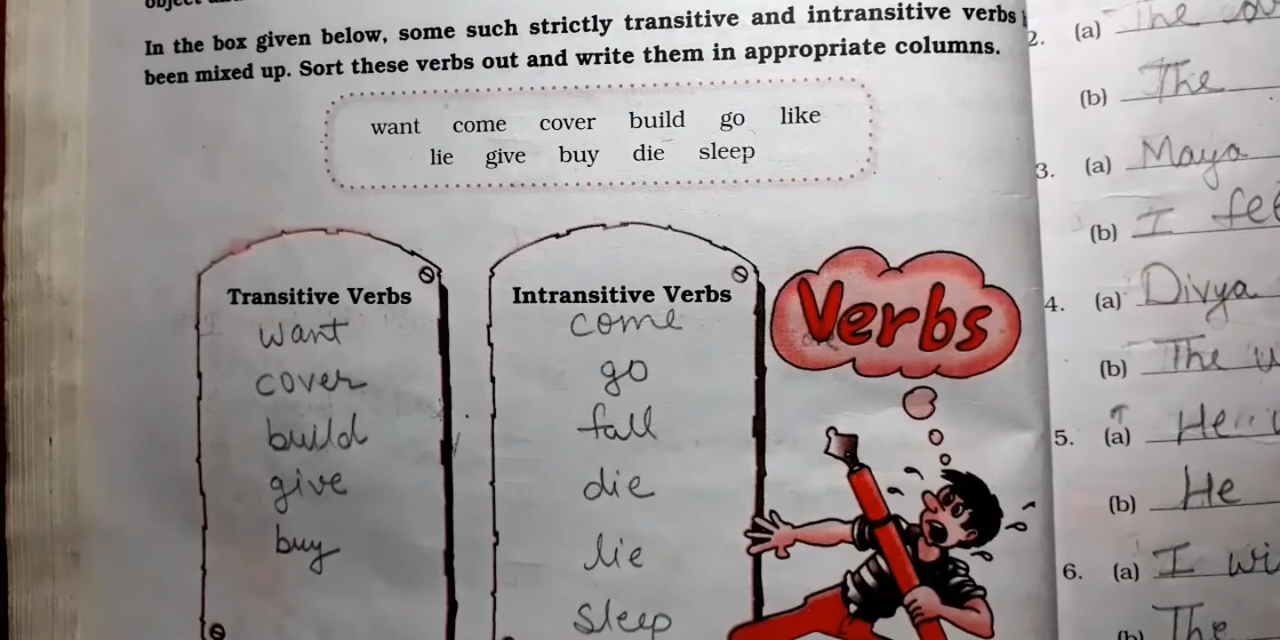 In the box given below, some such strictly transitive and intransitive verbs
been mixed up. Sort these verbs out and write them in appropriate columns.
want come cover build go like
lie give buy die sleep
Transitive Verbs
want
cover
build
give
buy
Intransitive Verbs
come
go
fall
die
lie
sleep
Verbs
2. (a) The
(b) The
3. (a) Maya
(b) I
4. (a) Divya
(b) The
5. (a) He
(b) He
6. (a) I
(b) The